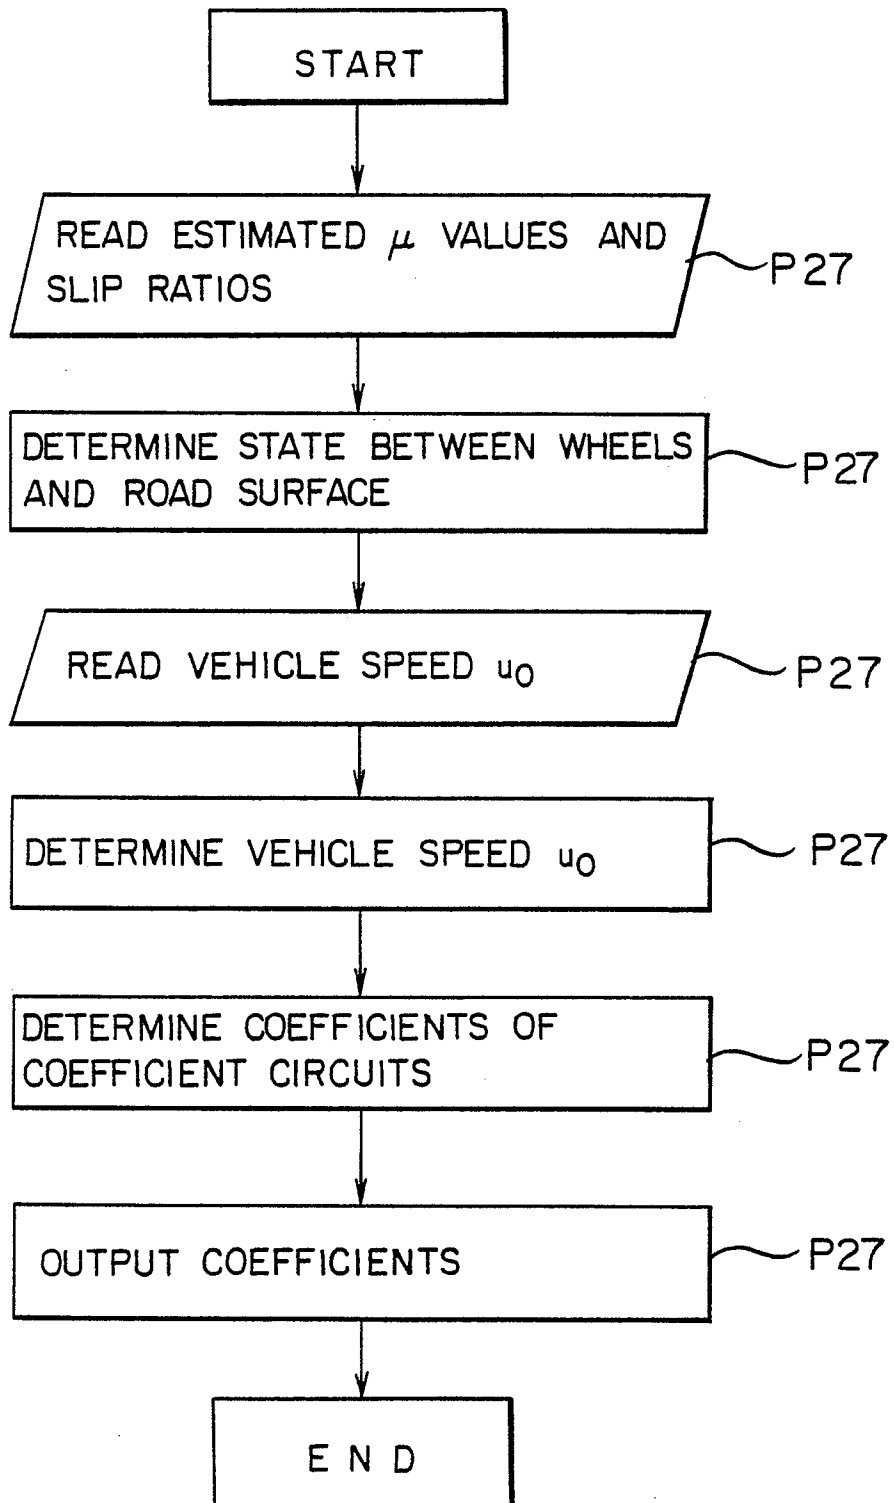 START
READ ESTIMATED μ VALUES AND
SLIP RATIOS
P27
DETERMINE STATE BETWEEN WHEELS
AND ROAD SURFACE
P27
READ VEHICLE SPEED u0
P27
DETERMINE VEHICLE SPEED u0
P27
DETERMINE COEFFICIENTS OF
COEFFICIENT CIRCUITS
P27
OUTPUT COEFFICIENTS
P27
END